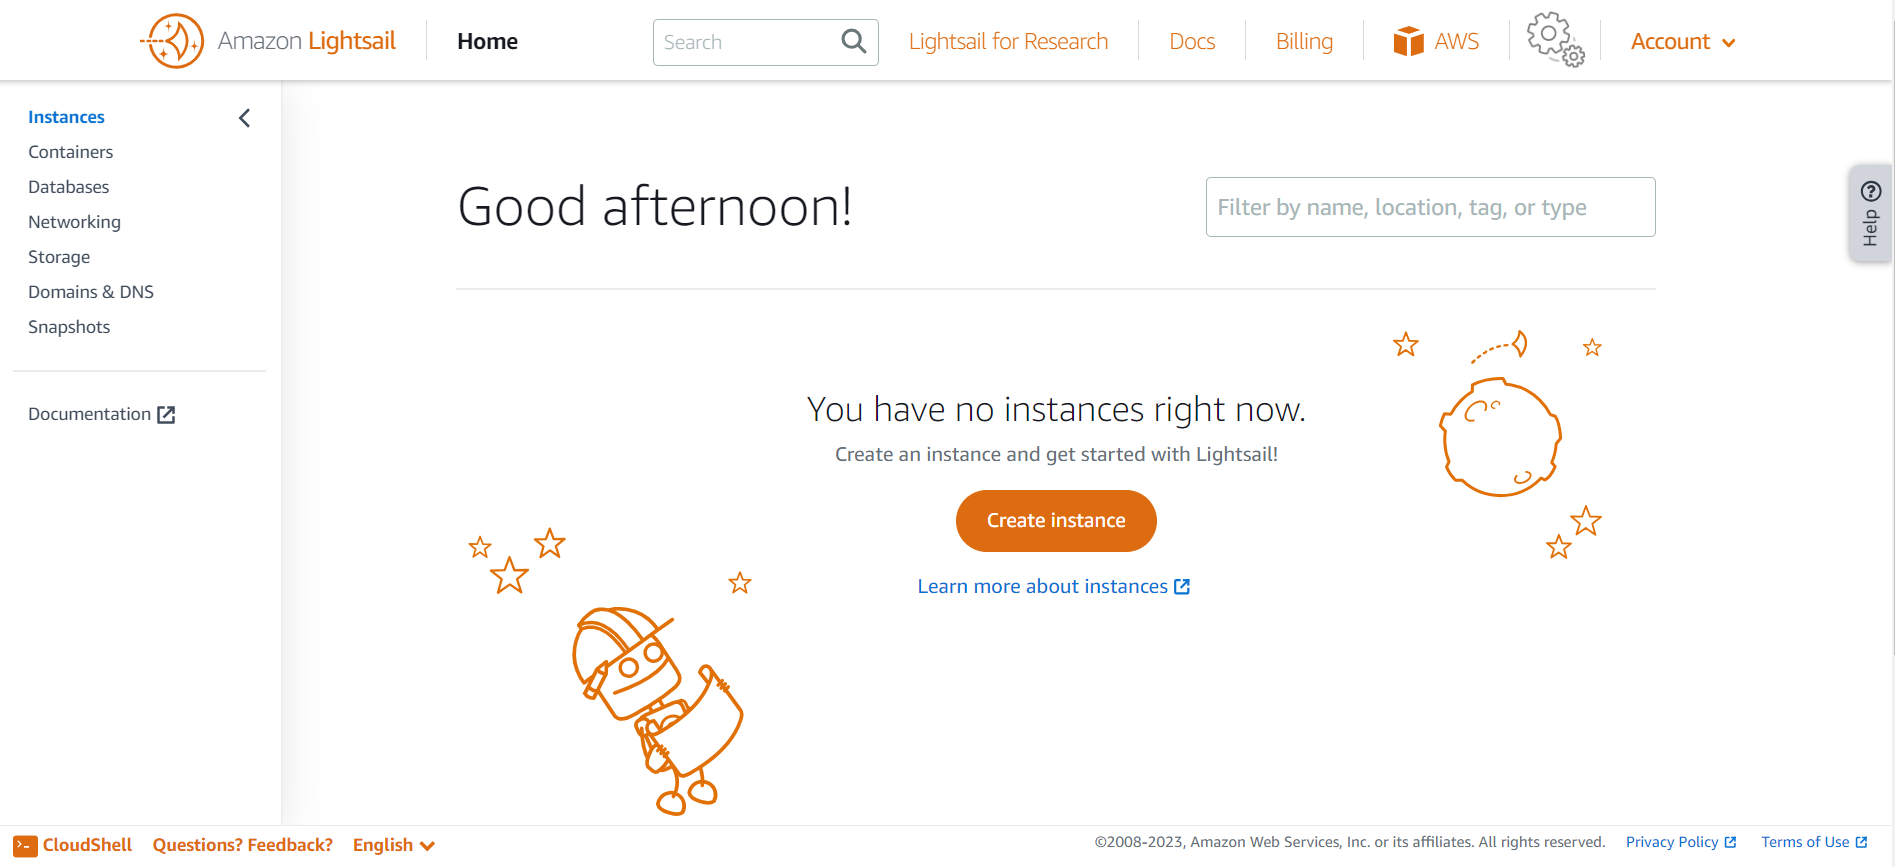 Amazon Lightsail
Home
Search
Lightsail for Research
Docs
Billing
AWS
Account
Instances
Containers
Databases
Networking
Storage
Domains & DNS
Snapshots
Documentation
Good afternoon!
Filter by name, location, tag, or type
Help
You have no instances right now.
Create an instance and get started with Lightsail!
Create instance
Learn more about instances
CloudShell
Questions? Feedback?
English
©2008-2023, Amazon Web Services, Inc. or its affiliates. All rights reserved.
Privacy Policy
Terms of Use